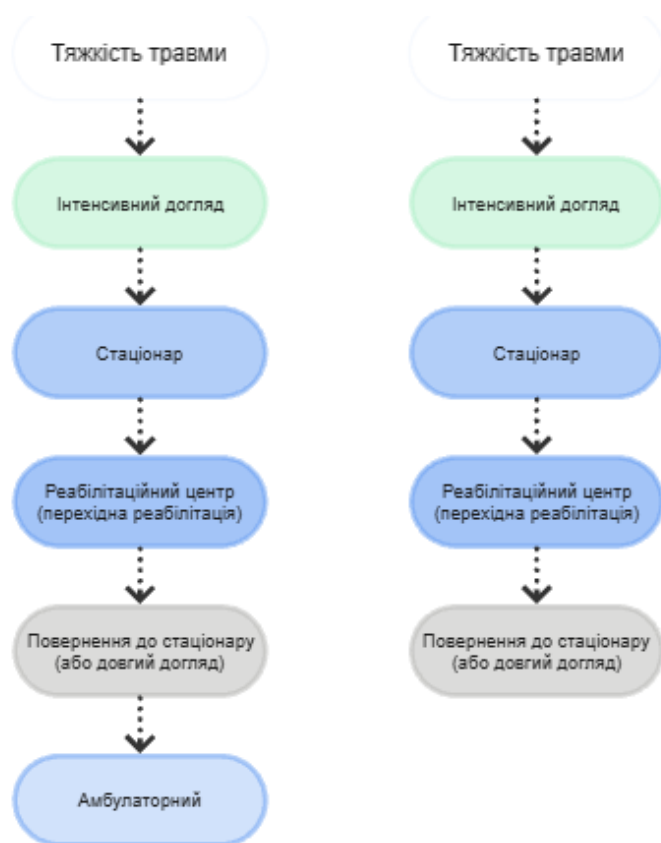 Тяжкість травми
Інтенсивний догляд
Стаціонар
Реабілітаційний центр
(перехідна реабілітація)
Повернення до стаціонару
(або довгий догляд)
Амбулаторний
Тяжкість травми
Інтенсивний догляд
Стаціонар
Реабілітаційний центр
(перехідна реабілітація)
Повернення до стаціонару
(або довгий догляд)